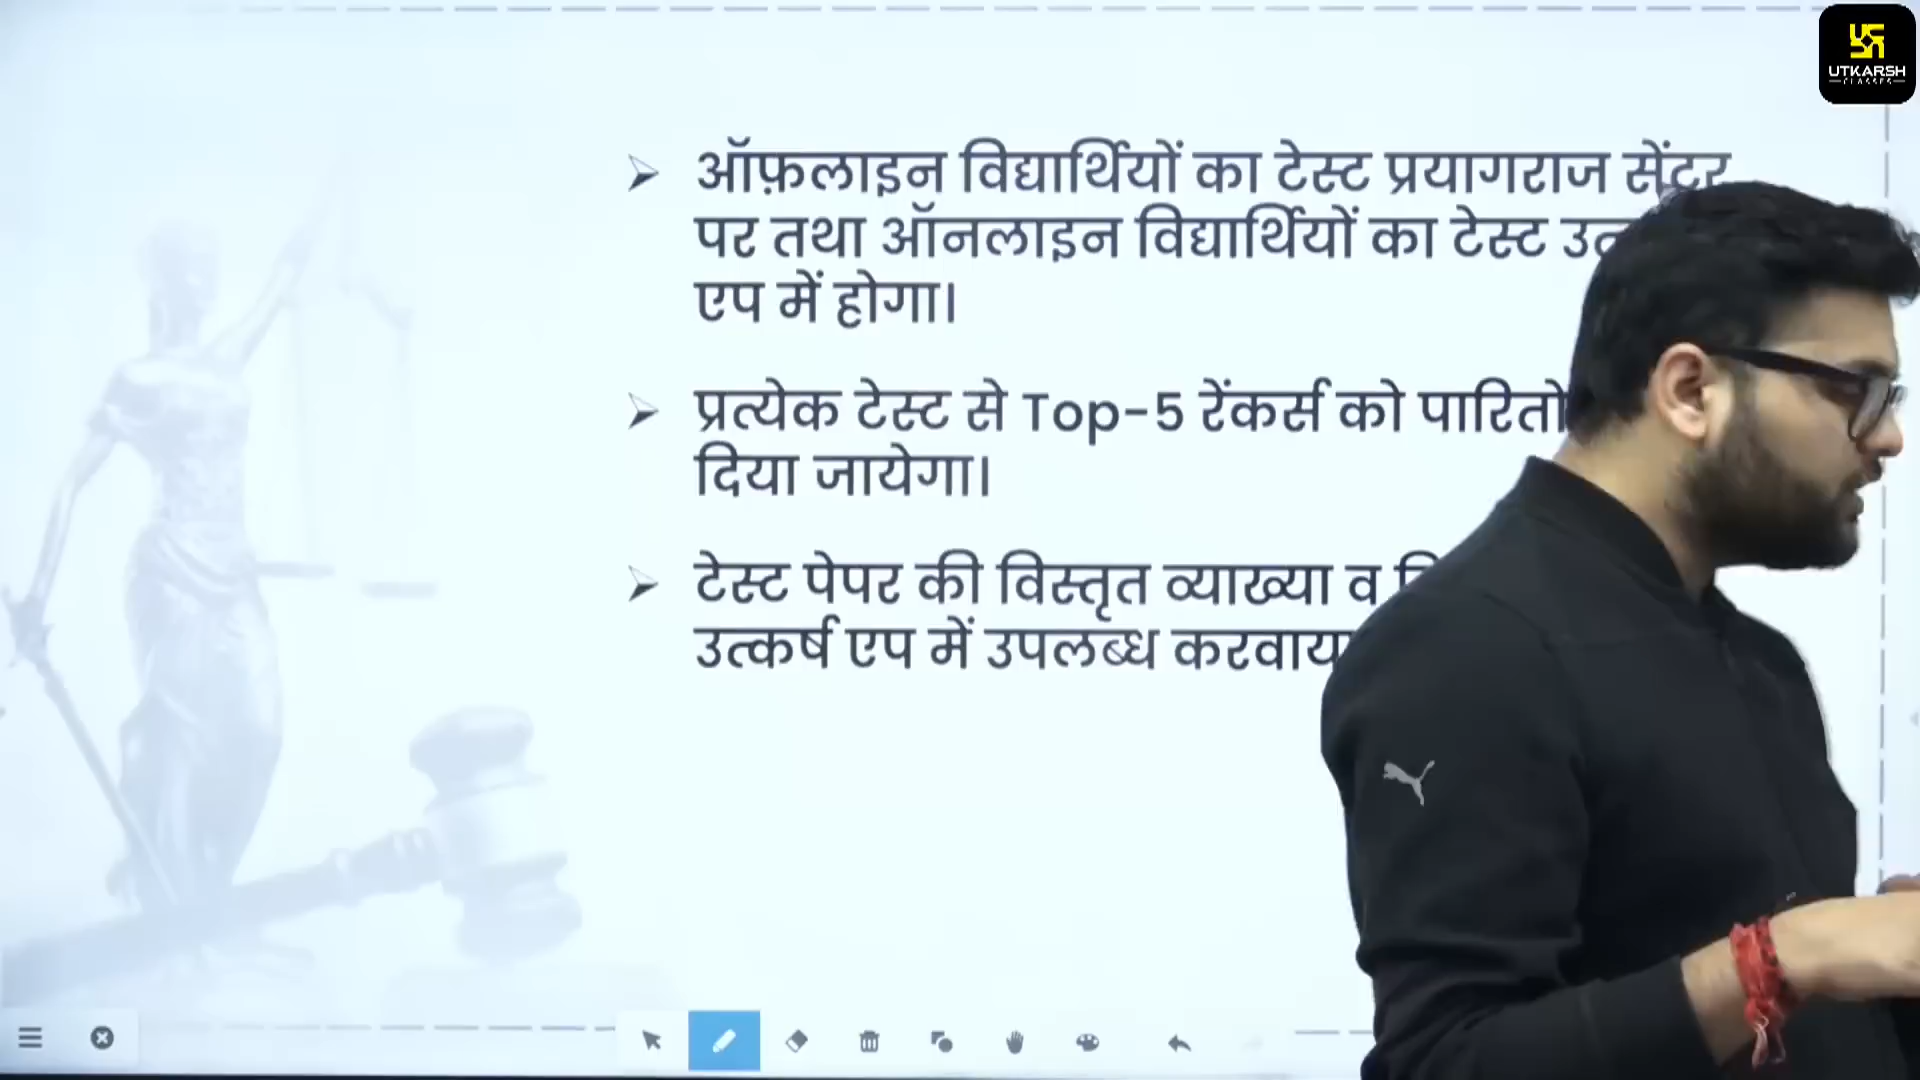 UTKARSH
CLASSES
ऑफ़लाइन विद्यार्थियों का टेस्ट प्रयागराज सेंटर
पर तथा ऑनलाइन विद्यार्थियों का टेस्ट
एप में होगा।
प्रत्येक टेस्ट से Top-5 रेंकर्स को
दिया जायेगा।
टेस्ट पेपर की विस्तृत व्याख्या व
उत्कर्ष एप में उपलब्ध